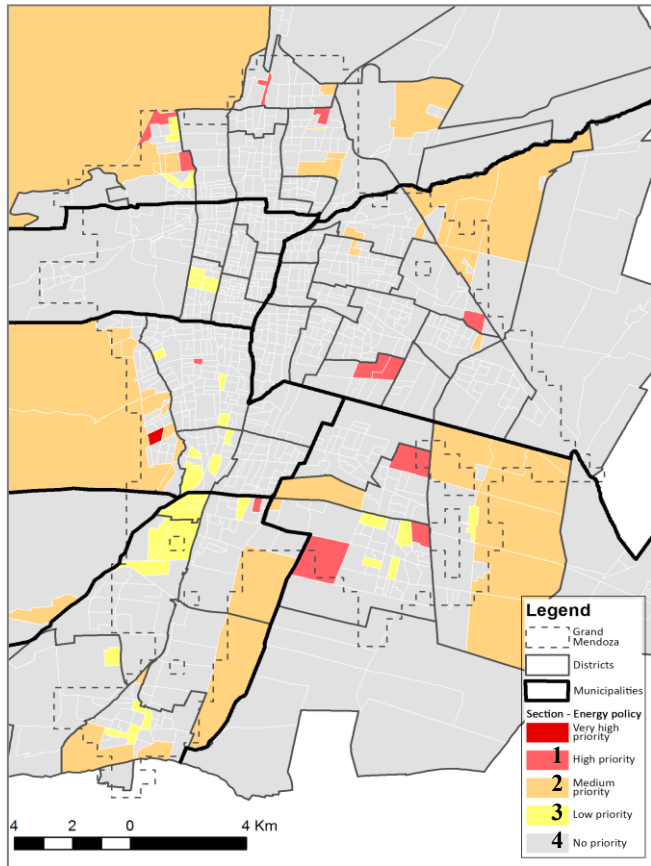 Legend
Grand
Mendoza
Districts
Municipalities
Section - Energy policy
Very high
priority
1 High priority
2 Medium
priority
3 Low priority
4 No priority
4 2 0 4 Km